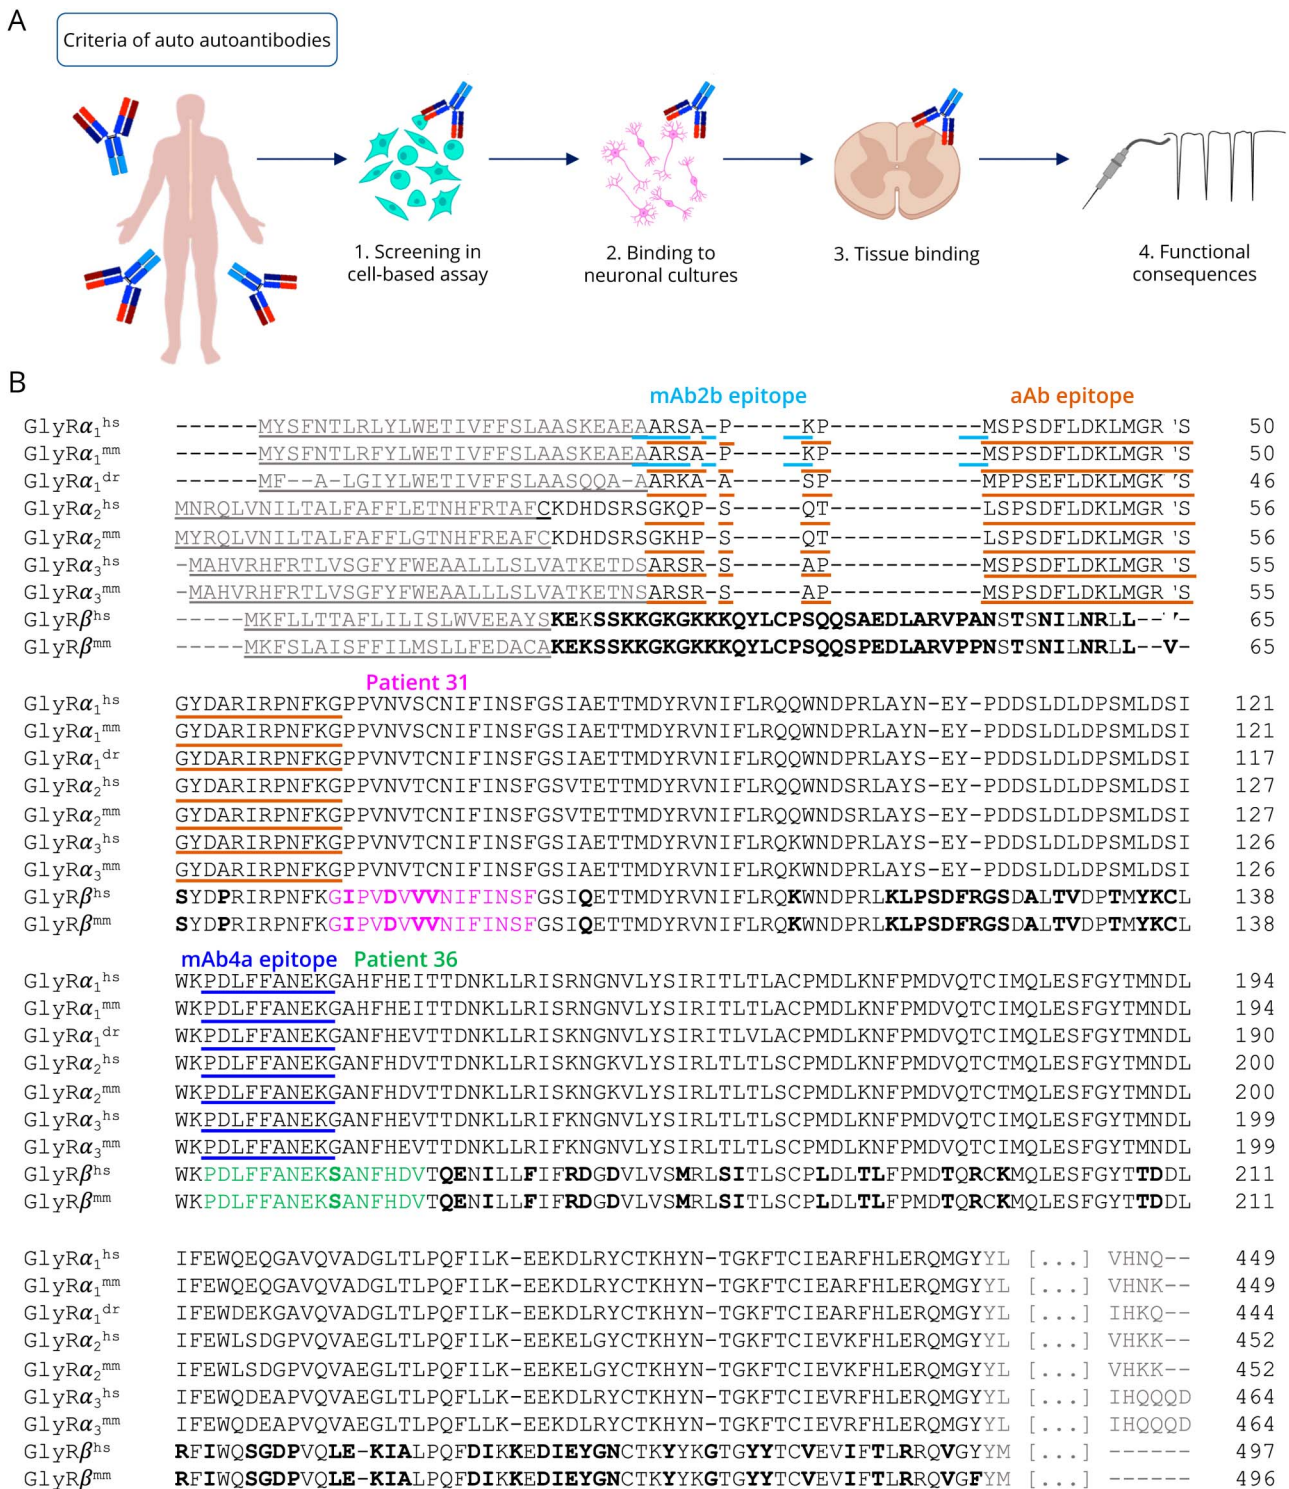 A
Criteria of auto autoantibodies
1. Screening in
cell-based assay
2. Binding to
neuronal cultures
3. Tissue binding
4. Functional
consequences
B
mAb2b epitope aAb epitope
GlyRα₁ʰˢ ------MYSFNTLRLYLWETIVFFSLAASKEAEAARSA-P-----KP-----------MSPSDFLDKLMGR'S 50
GlyRα₁ᵐᵐ ------MYSFNTLRFYLWETIVFFSLAASKEAEAARSA-P-----KP-----------MSPSDFLDKLMGR'S 50
GlyRα₁ᵈʳ ------MF--A-LGIYLWETIVFFSLAASQQA-AARKA-A-----SP-----------MPPSEFLDKLMGK'S 46
GlyRα₂ʰˢ MNRQLVNILTALFAFFLETNHFRTAFCKDHDSRSGKQP-S-----QT-----------LSPSDFLDKLMGR'S 56
GlyRα₂ᵐᵐ MYRQLVNILTALFAFFLGTNHFREAFCKDHDSRSGKHP-S-----QT-----------LSPSDFLDKLMGR'S 56
GlyRα₃ʰˢ -MAHVRHFRTLVSGFYFWEAALLLSLVATKETDSARSR-S-----AP-----------MSPSDFLDKLMGR'S 55
GlyRα₃ᵐᵐ -MAHVRHFRTLVSGFYFWEAALLLSLVATKETNSARSR-S-----AP-----------MSPSDFLDKLMGR'S 55
GlyRβʰˢ -----MKFLLTTAFLILISLWVEEAYSKEKSSKKGKGKKKQYLCPSQQSAEDLARVPANSTSNILNRLL--'- 65
GlyRβᵐᵐ -----MKFSLAISFFILMSLLFEDACAKEKSSKKGKGKKKQYLCPSQQSPEDLARVPPNSTSNILNRLL--V- 65
Patient 31
GlyRα₁ʰˢ GYDARIRPNFKGPPVNVSCNIFINSFGSIAETTMDYRVNIFLRQQWNDPRLAYN-EY-PDDSLDLDPSMLDSI 121
GlyRα₁ᵐᵐ GYDARIRPNFKGPPVNVSCNIFINSFGSIAETTMDYRVNIFLRQQWNDPRLAYN-EY-PDDSLDLDPSMLDSI 121
GlyRα₁ᵈʳ GYDARIRPNFKGPPVNVTCNIFINSFGSIAETTMDYRVNIFLRQQWNDPRLAYS-EY-PDDSLDLDPSMLDSI 117
GlyRα₂ʰˢ GYDARIRPNFKGPPVNVTCNIFINSFGSVTETTMDYRVNIFLRQQWNDSRLAYS-EY-PDDSLDLDPSMLDSI 127
GlyRα₂ᵐᵐ GYDARIRPNFKGPPVNVTCNIFINSFGSVTETTMDYRVNIFLRQQWNDSRLAYS-EY-PDDSLDLDPSMLDSI 127
GlyRα₃ʰˢ GYDARIRPNFKGPPVNVTCNIFINSFGSIAETTMDYRVNIFLRQKWNDPRLAYS-EY-PDDSLDLDPSMLDSI 126
GlyRα₃ᵐᵐ GYDARIRPNFKGPPVNVTCNIFINSFGSIAETTMDYRVNIFLRQKWNDPRLAYS-EY-PDDSLDLDPSMLDSI 126
GlyRβʰˢ SYDPRIRPNFKGIPVDVVVNIFINSFGSIQETTMDYRVNIFLRQKWNDPRLKLPSDFRGSDALTVDPTMYKCL 138
GlyRβᵐᵐ SYDPRIRPNFKGIPVDVVVNIFINSFGSIQETTMDYRVNIFLRQKWNDPRLKLPSDFRGSDALTVDPTMYKCL 138
mAb4a epitope Patient 36
GlyRα₁ʰˢ WKPDLFFANEKGAHFHEITTDNKLLRISRNGNVLYSIRITLTLACPMDLKNFPMDVQTCIMQLESFGYTMNDL 194
GlyRα₁ᵐᵐ WKPDLFFANEKGAHFHEITTDNKLLRISRNGNVLYSIRITLTLACPMDLKNFPMDVQTCIMQLESFGYTMNDL 194
GlyRα₁ᵈʳ WKPDLFFANEKGANFHEVTTDNKLLRISKNGNVLYSIRITLVLACPMDLKNFPMDVQTCIMQLESFGYTMNDL 190
GlyRα₂ʰˢ WKPDLFFANEKGANFHDVTTDNKLLRISKNGKVLYSIRLTLTLSCPMDLKNFPMDVQTCTMQLESFGYTMNDL 200
GlyRα₂ᵐᵐ WKPDLFFANEKGANFHDVTTDNKLLRISKNGKVLYSIRLTLTLSCPMDLKNFPMDVQTCTMQLESFGYTMNDL 200
GlyRα₃ʰˢ WKPDLFFANEKGANFHEVTTDNKLLRIFKNGNVLYSIRLTLTLSCPMDLKNFPMDVQTCIMQLESFGYTMNDL 199
GlyRα₃ᵐᵐ WKPDLFFANEKGANFHEVTTDNKLLRIFKNGNVLYSIRLTLTLSCPMDLKNFPMDVQTCIMQLESFGYTMNDL 199
GlyRβʰˢ WKPDLFFANEKSANFHDVTQENILLFIFRDGDVLVSMRLSITLSCPLDLTLFPMDTQRCKMQLESFGYTTDDL 211
GlyRβᵐᵐ WKPDLFFANEKSANFHDVTQENILLFIFRDGDVLVSMRLSITLSCPLDLTLFPMDTQRCKMQLESFGYTTDDL 211
GlyRα₁ʰˢ IFEWQEQGAVQVADGLTLPQFILK-EEKDLRYCTKHYN-TGKFTCIEARFHLERQMGYYL [...] VHNQ-- 449
GlyRα₁ᵐᵐ IFEWQEQGAVQVADGLTLPQFILK-EEKDLRYCTKHYN-TGKFTCIEARFHLERQMGYYL [...] VHNK-- 449
GlyRα₁ᵈʳ IFEWDEKGAVQVADGLTLPQFILK-EEKDLRYCTKHYN-TGKFTCIEARFHLERQMGYYL [...] IHKQ-- 444
GlyRα₂ʰˢ IFEWLSDGPVQVAEGLTLPQFILK-EEKELGYCTKHYN-TGKFTCIEVKFHLERQMGYYL [...] VHKK-- 452
GlyRα₂ᵐᵐ IFEWLSDGPVQVAEGLTLPQFILK-EEKELGYCTKHYN-TGKFTCIEVKFHLERQMGYYL [...] VHKK-- 452
GlyRα₃ʰˢ IFEWQDEAPVQVAEGLTLPQFLLK-EEKDLRYCTKHYN-TGKFTCIEVRFHLERQMGYYL [...] IHQQQD 464
GlyRα₃ᵐᵐ IFEWQDEAPVQVAEGLTLPQFLLK-EEKDLRYCTKHYN-TGKFTCIEVRFHLERQMGYYL [...] IHQQQD 464
GlyRβʰˢ RFIWQSGDPVQLE-KIALPQFDIKKEDIEYGNCTKYYKGTGYYTCVEVIFTLRRQVGYYM [...] ------ 497
GlyRβᵐᵐ RFIWQSGDPVQLE-KIALPQFDIKKEDIEYGNCTKYYKGTGYYTCVEVIFTLRRQVGFYM [...] ------ 496